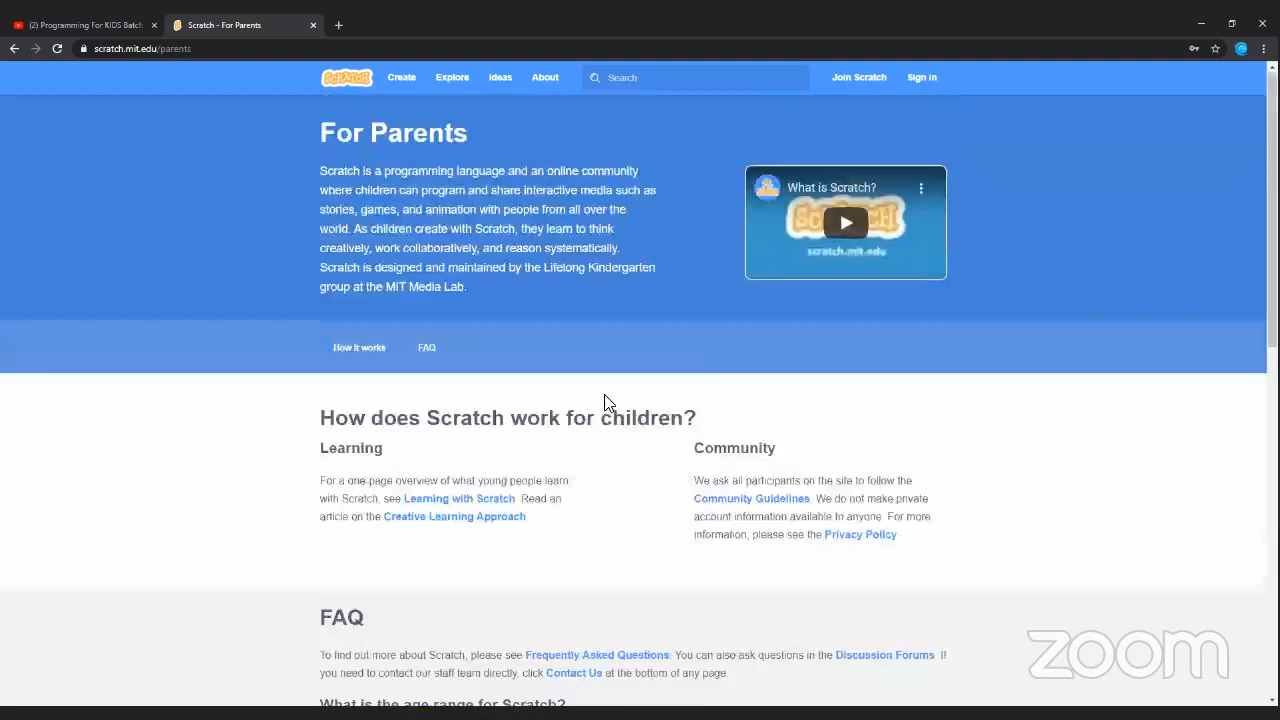 (2) Programming For KIDS Batch
Scratch - For Parents
scratch.mit.edu/parents
SCRATCH
Create
Explore
Ideas
About
Search
Join Scratch
Sign in
For Parents
Scratch is a programming language and an online community
where children can program and share interactive media such as
stories, games, and animation with people from all over the
world. As children create with Scratch, they learn to think
creatively, work collaboratively, and reason systematically.
Scratch is designed and maintained by the Lifelong Kindergarten
group at the MIT Media Lab.
What is Scratch?
SCRATCH
scratch.mit.edu
How it works
FAQ
How does Scratch work for children?
Learning
For a one-page overview of what young people learn
with Scratch, see Learning with Scratch. Read an
article on the Creative Learning Approach
Community
We ask all participants on the site to follow the
Community Guidelines. We do not make private
account information available to anyone. For more
information, please see the Privacy Policy
FAQ
To find out more about Scratch, please see Frequently Asked Questions. You can also ask questions in the Discussion Forums. If
you need to contact our staff team directly, click Contact Us at the bottom of any page.
What is the age range for Scratch?
zoom